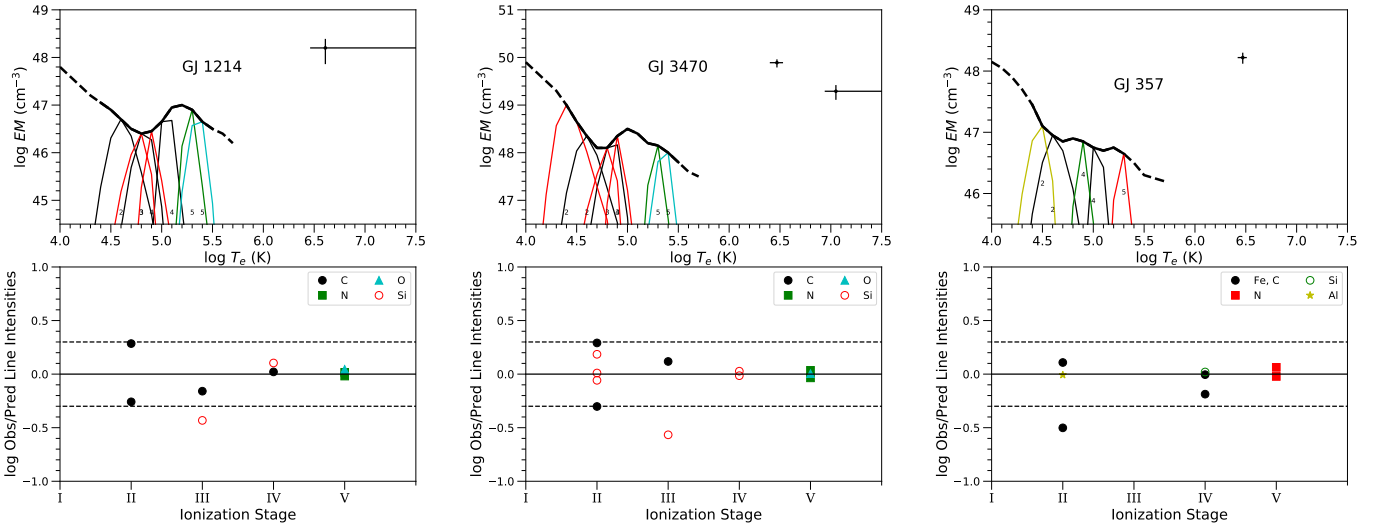 49
48
47
46
45
log EM (cm⁻³)
GJ 1214
2 3 4 4 5 5
4.0 4.5 5.0 5.5 6.0 6.5 7.0 7.5
log Tₑ (K)
51
50
49
48
47
log EM (cm⁻³)
GJ 3470
2 2 3 5 5
4.0 4.5 5.0 5.5 6.0 6.5 7.0 7.5
log Tₑ (K)
49
48
47
46
log EM (cm⁻³)
GJ 357
2 2 4 4 5
4.0 4.5 5.0 5.5 6.0 6.5 7.0 7.5
log Tₑ (K)
1.0
0.5
0.0
−0.5
−1.0
log Obs/Pred Line Intensities
C O
N Si
I II III IV V
Ionization Stage
1.0
0.5
0.0
−0.5
−1.0
log Obs/Pred Line Intensities
C O
N Si
I II III IV V
Ionization Stage
1.0
0.5
0.0
−0.5
−1.0
log Obs/Pred Line Intensities
Fe, C Si
N Al
I II III IV V
Ionization Stage